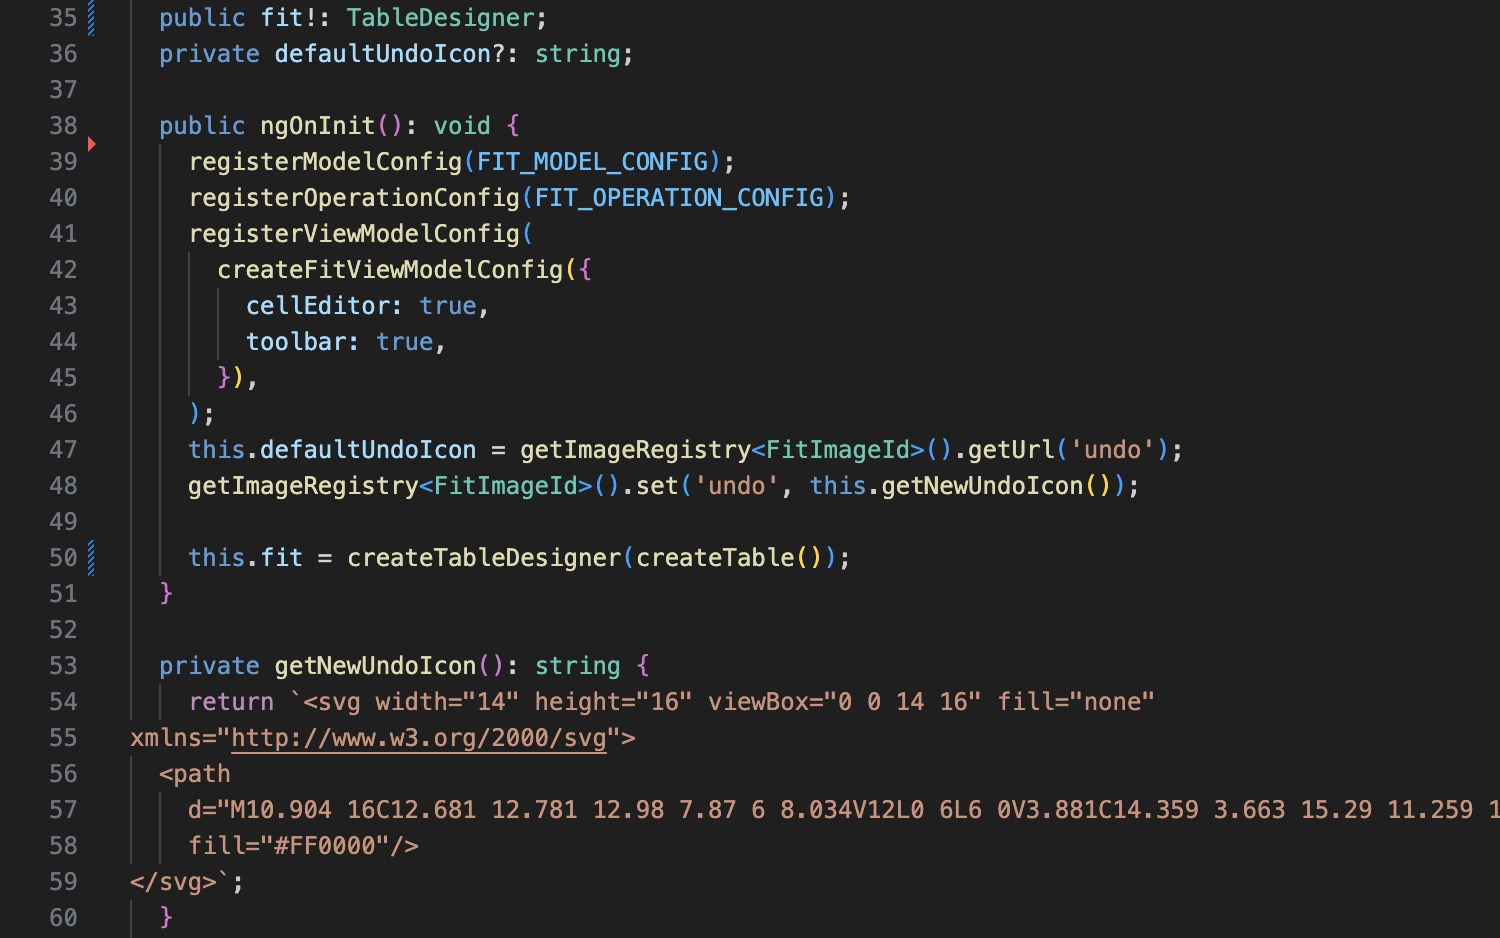 35 public fit!: TableDesigner;
36 private defaultUndoIcon?: string;
37
38 public ngOnInit(): void {
39 registerModelConfig(FIT_MODEL_CONFIG);
40 registerOperationConfig(FIT_OPERATION_CONFIG);
41 registerViewModelConfig(
42 createFitViewModelConfig({
43 cellEditor: true,
44 toolbar: true,
45 }),
46 );
47 this.defaultUndoIcon = getImageRegistry<FitImageId>().getUrl('undo');
48 getImageRegistry<FitImageId>().set('undo', this.getNewUndoIcon());
49
50 this.fit = createTableDesigner(createTable());
51 }
52
53 private getNewUndoIcon(): string {
54 return `<svg width="14" height="16" viewBox="0 0 14 16" fill="none"
55 xmlns="http://www.w3.org/2000/svg">
56 <path
57 d="M10.904 16C12.681 12.781 12.98 7.87 6 8.034V12L0 6L6 0V3.881C14.359 3.663 15.29 11.259 1
58 fill="#FF0000"/>
59 </svg>`;
60 }